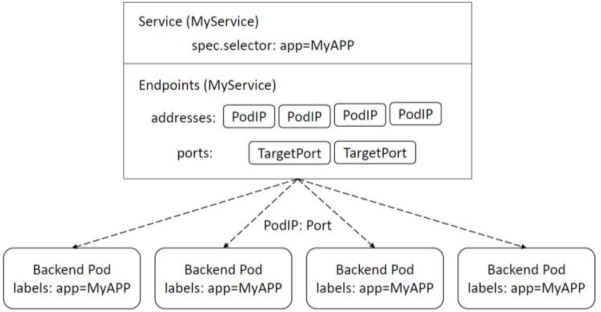 Service (MyService)
spec.selector: app=MyAPP
Endpoints (MyService)
addresses: PodIP PodIP PodIP PodIP
ports: TargetPort TargetPort
PodIP: Port
Backend Pod Backend Pod Backend Pod Backend Pod
labels: app=MyAPP labels: app=MyAPP labels: app=MyAPP labels: app=MyAPP